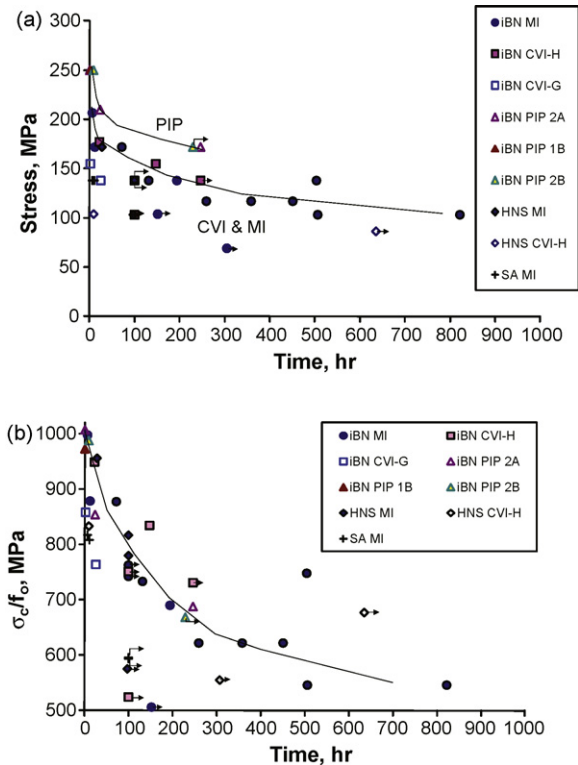 (a)
Stress, MPa
300
250
200
150
100
50
0
0 100 200 300 400 500 600 700 800 900 1000
Time, hr
PIP
CVI & MI
iBN MI
iBN CVI-H
iBN CVI-G
iBN PIP 2A
iBN PIP 1B
iBN PIP 2B
HNS MI
HNS CVI-H
SA MI
(b)
σc/fo, MPa
1000
900
800
700
600
500
0 100 200 300 400 500 600 700 800 900 1000
Time, hr
iBN MI iBN CVI-H
iBN CVI-G iBN PIP 2A
iBN PIP 1B iBN PIP 2B
HNS MI HNS CVI-H
SA MI